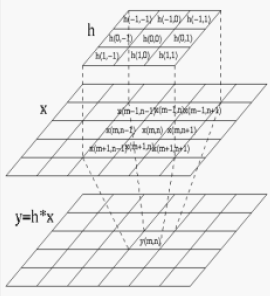 h
h(-1,-1) h(-1,0) h(-1,1)
h(0,-1) h(0,0) h(0,1)
h(1,-1) h(1,0) h(1,1)
x
x(m-1,n-1) x(m-1,n) x(m-1,n+1)
x(m,n-1) x(m,n) x(m,n+1)
x(m+1,n-1) x(m+1,n) x(m+1,n+1)
y=h*x
y(m,n)